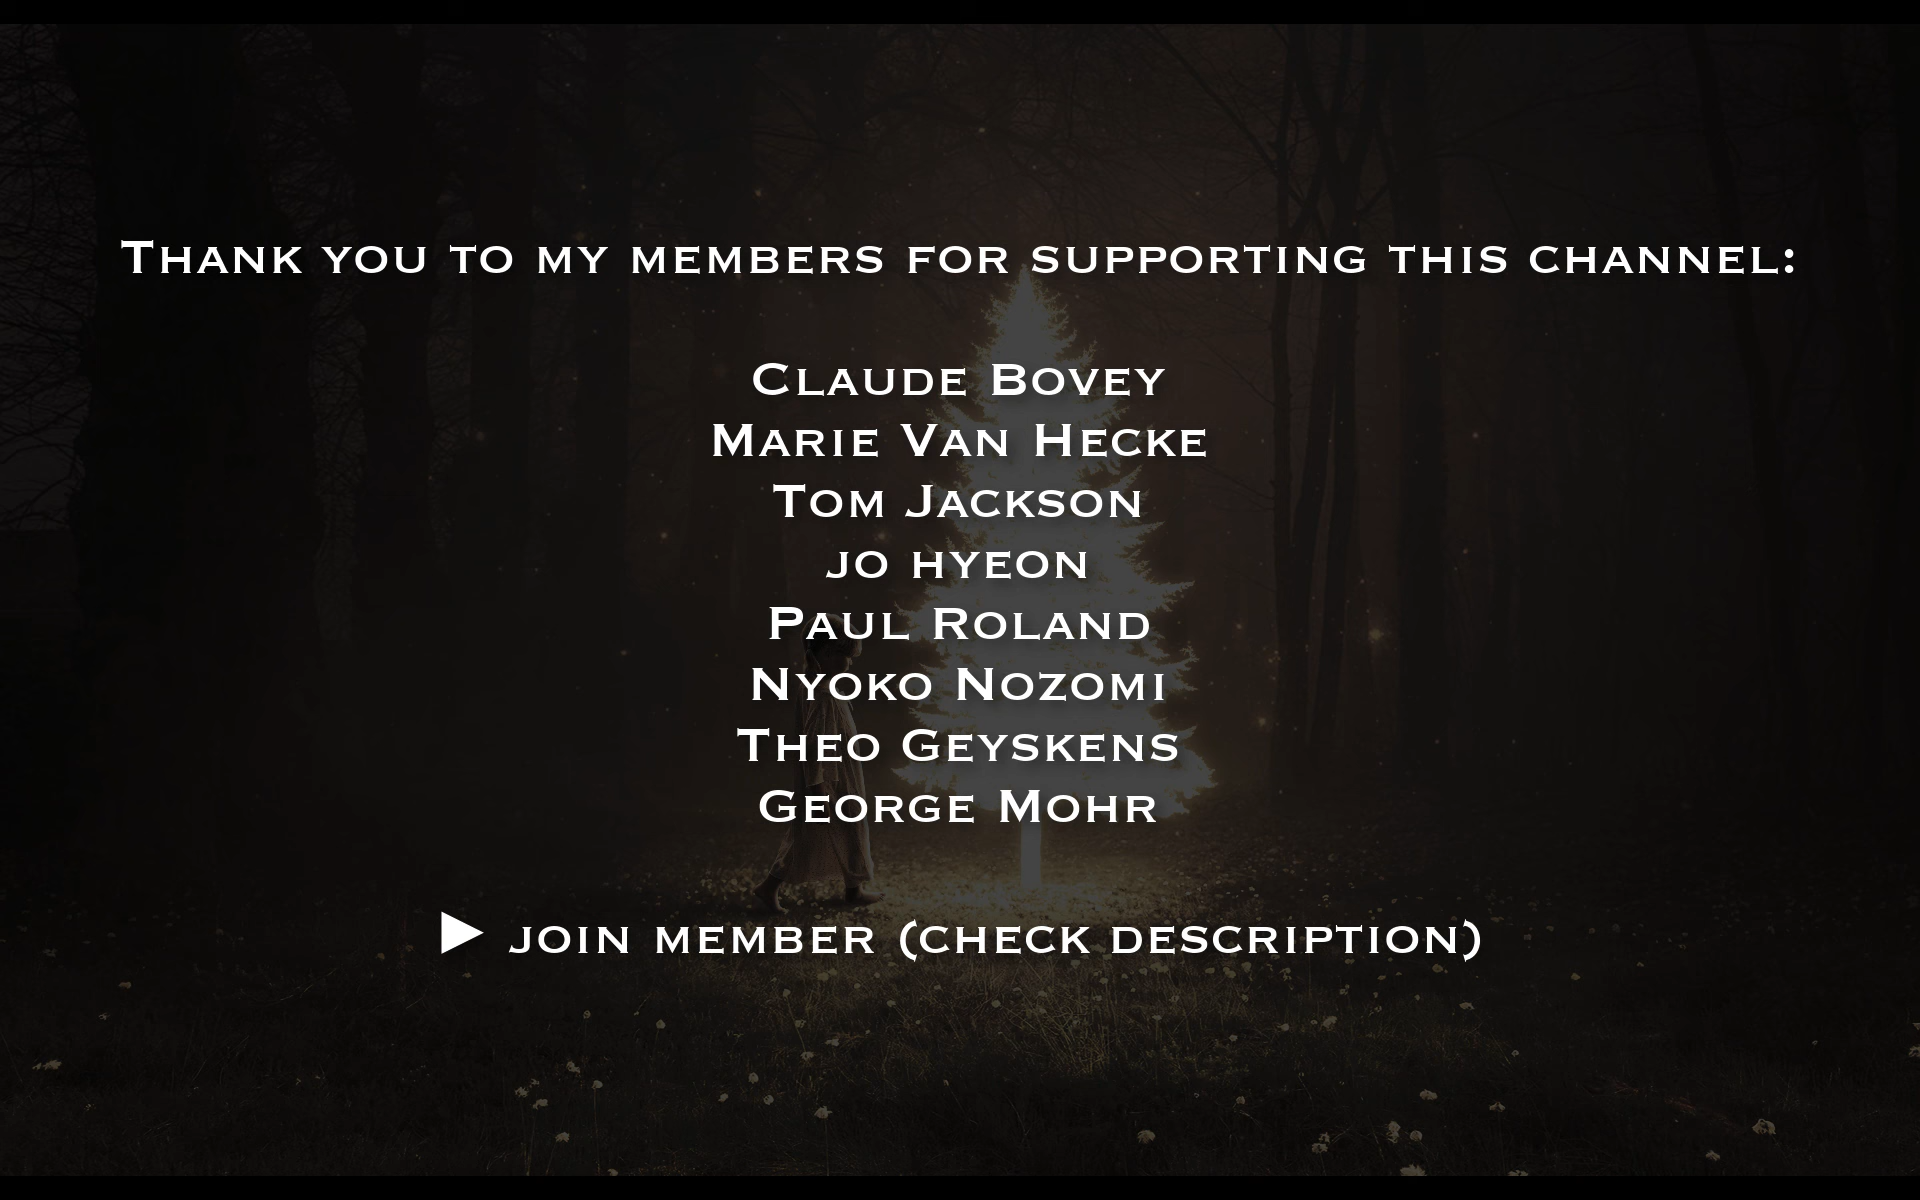 Thank you to my members for supporting this channel:
Claude Bovey
Marie Van Hecke
Tom Jackson
jo hyeon
Paul Roland
Nyoko Nozomi
Theo Geyskens
George Mohr
► join member (check description)